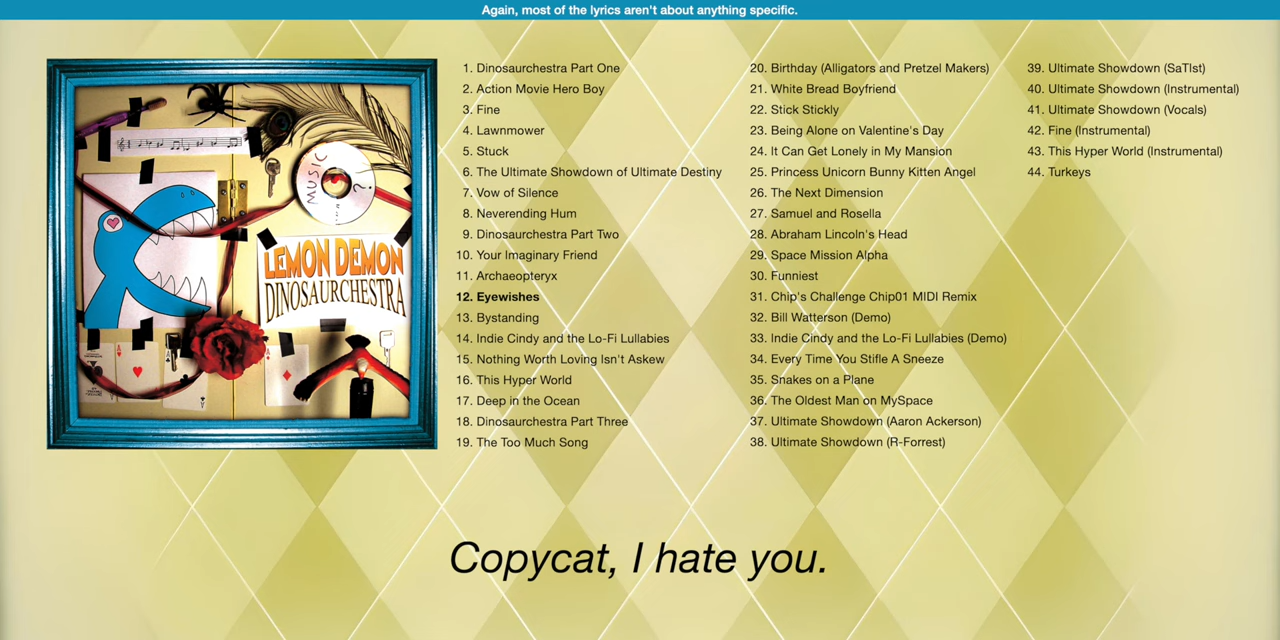 Again, most of the lyrics aren't about anything specific.
MUSIC
LEMON DEMON
DINOSAURCHESTRA
1. Dinosaurchestra Part One
2. Action Movie Hero Boy
3. Fine
4. Lawnmower
5. Stuck
6. The Ultimate Showdown of Ultimate Destiny
7. Vow of Silence
8. Neverending Hum
9. Dinosaurchestra Part Two
10. Your Imaginary Friend
11. Archaeopteryx
12. Eyewishes
13. Bystanding
14. Indie Cindy and the Lo-Fi Lullabies
15. Nothing Worth Loving Isn't Askew
16. This Hyper World
17. Deep in the Ocean
18. Dinosaurchestra Part Three
19. The Too Much Song
20. Birthday (Alligators and Pretzel Makers)
21. White Bread Boyfriend
22. Stick Stickly
23. Being Alone on Valentine's Day
24. It Can Get Lonely in My Mansion
25. Princess Unicorn Bunny Kitten Angel
26. The Next Dimension
27. Samuel and Rosella
28. Abraham Lincoln's Head
29. Space Mission Alpha
30. Funniest
31. Chip's Challenge Chip01 MIDI Remix
32. Bill Watterson (Demo)
33. Indie Cindy and the Lo-Fi Lullabies (Demo)
34. Every Time You Stifle A Sneeze
35. Snakes on a Plane
36. The Oldest Man on MySpace
37. Ultimate Showdown (Aaron Ackerson)
38. Ultimate Showdown (R-Forrest)
39. Ultimate Showdown (SaTIst)
40. Ultimate Showdown (Instrumental)
41. Ultimate Showdown (Vocals)
42. Fine (Instrumental)
43. This Hyper World (Instrumental)
44. Turkeys
Copycat, I hate you.